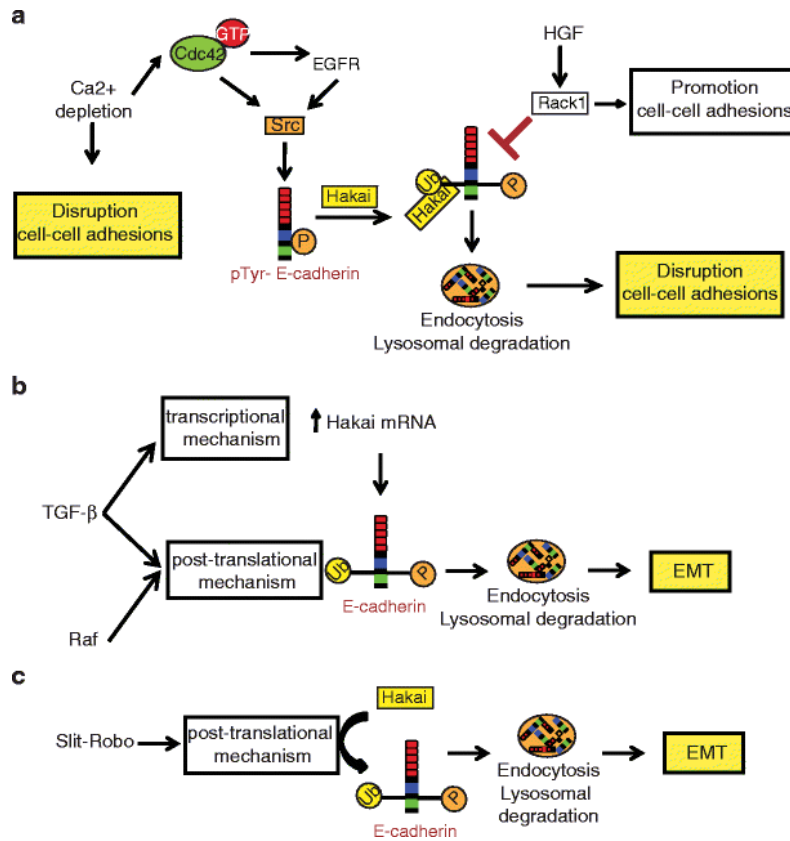 a
GTP
Cdc42
EGFR
Ca2+
depletion
Src
Disruption
cell-cell adhesions
P
pTyr- E-cadherin
Hakai
HGF
Rack1
Promotion
cell-cell adhesions
Ub
Hakai
P
Endocytosis
Lysosomal degradation
Disruption
cell-cell adhesions
b
transcriptional
mechanism
Hakai mRNA
TGF-β
post-translational
mechanism
Raf
Ub
P
E-cadherin
Endocytosis
Lysosomal degradation
EMT
c
Slit-Robo
post-translational
mechanism
Hakai
Ub
P
E-cadherin
Endocytosis
Lysosomal
degradation
EMT